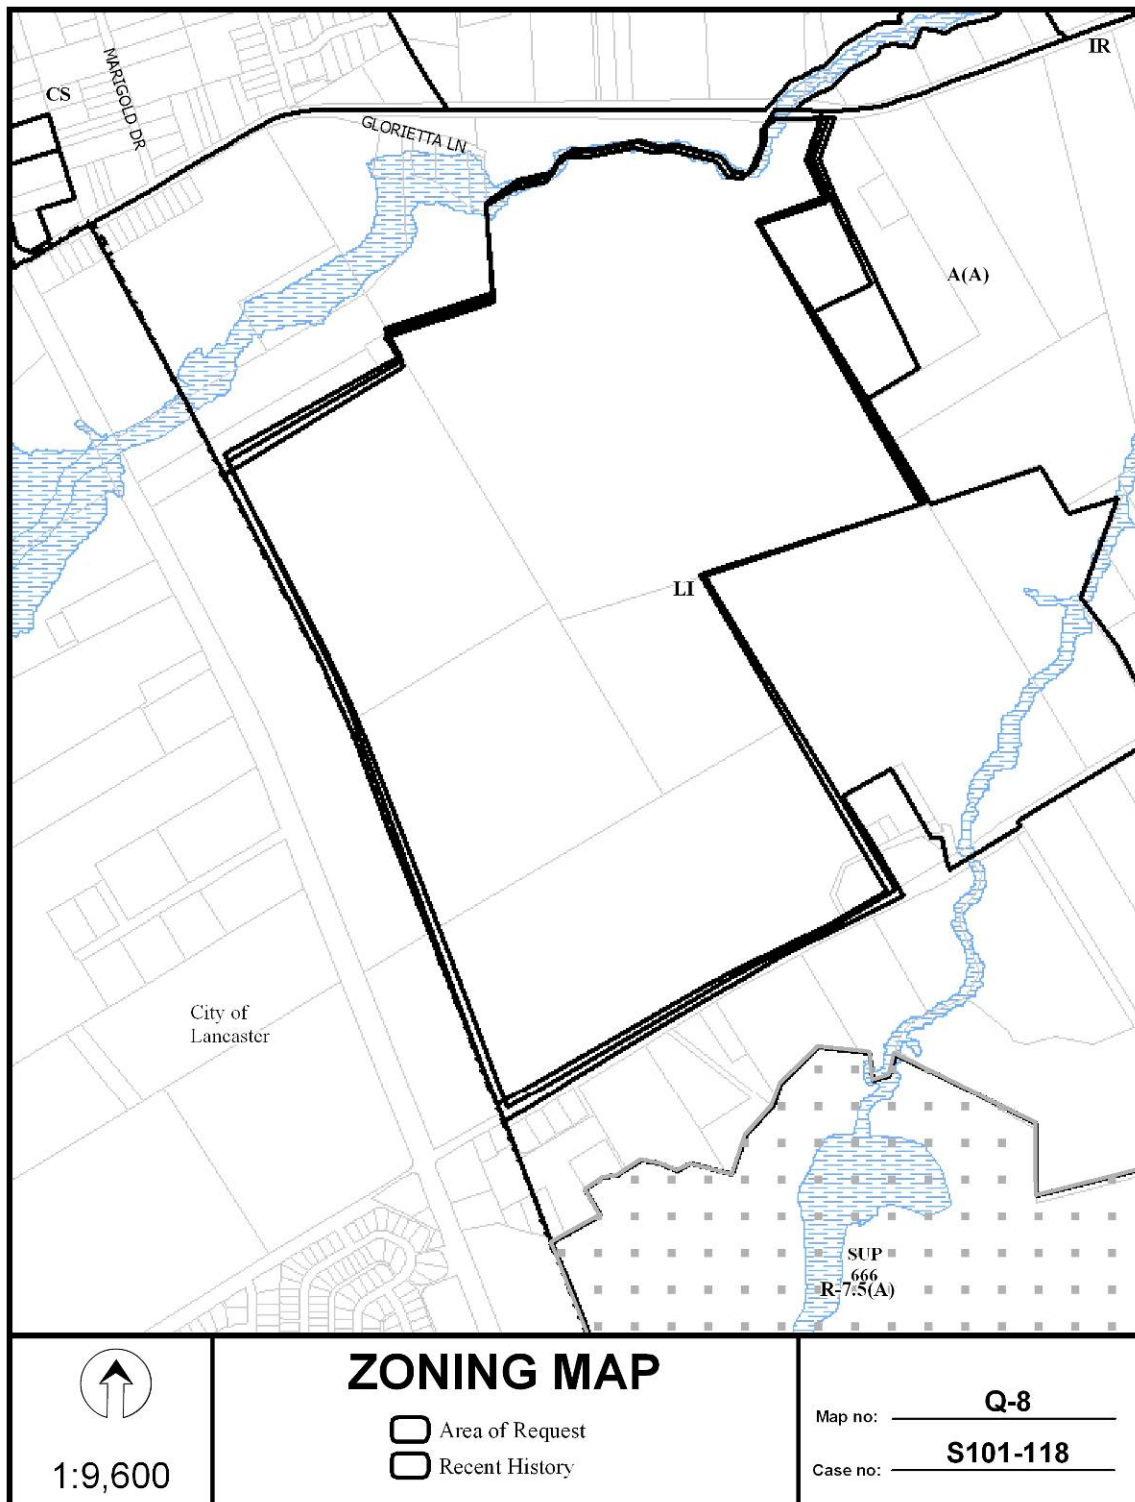 IR
CS
MARIGOLD DR
GLORIETTA LN
A(A)
LI
City of
Lancaster
SUP
666
R-7.5(A)
1:9,600
ZONING MAP
Area of Request
Recent History
Map no: Q-8
Case no: S101-118